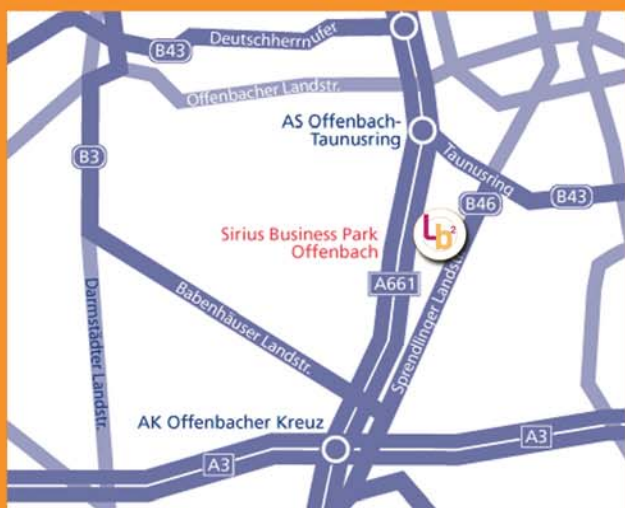 B43
Deutschherrnufer
Offenbacher Landstr.
AS Offenbach-
Taunusring
B3
Taunusring
B46
B43
Sirius Business Park
Offenbach
Lb²
A661
Darmstädter Landstr.
Babenhäuser Landstr.
Sprendlinger Landstr.
AK Offenbacher Kreuz
A3
A3